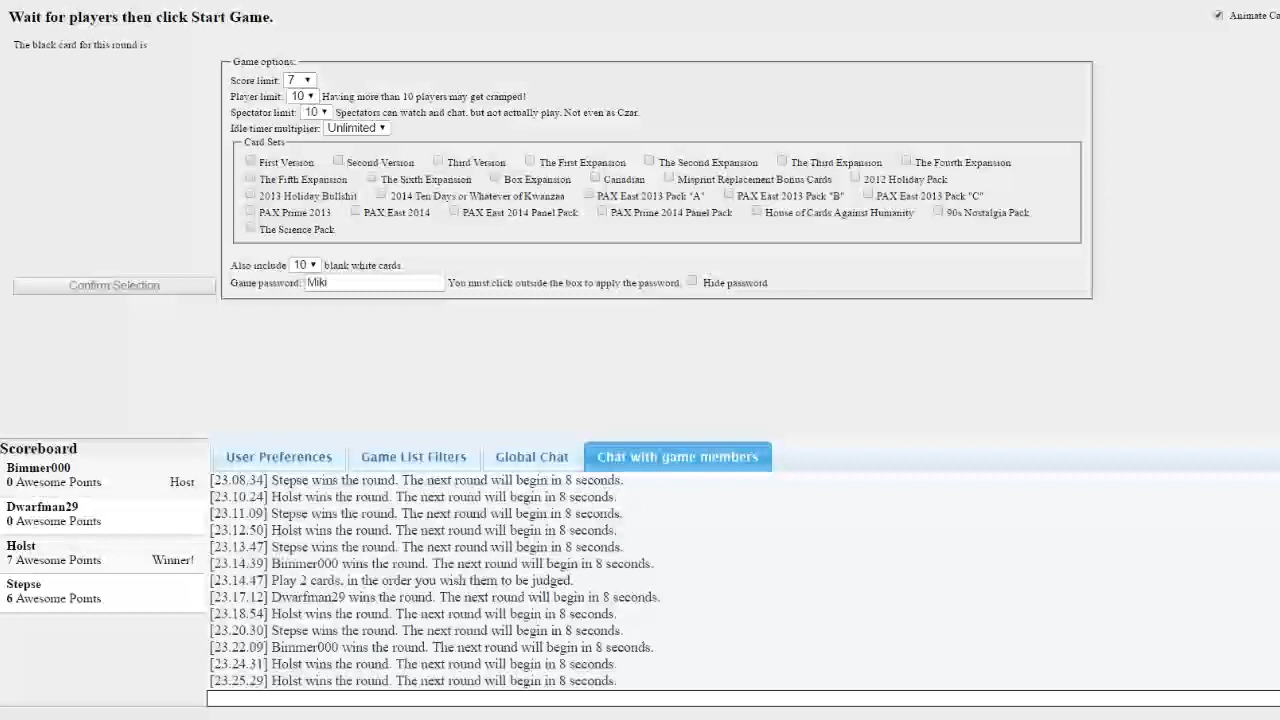 Wait for players then click Start Game.
Animate Ca
The black card for this round is
Game options:
Score limit: 7
Player limit: 10 Having more than 10 players may get cramped!
Spectator limit: 10 Spectators can watch and chat, but not actually play. Not even as Czar.
Idle timer multiplier: Unlimited
Card Sets
First Version Second Version Third Version The First Expansion The Second Expansion The Third Expansion The Fourth Expansion
The Fifth Expansion The Sixth Expansion Box Expansion Canadian Misprint Replacement Bonus Cards 2012 Holiday Pack
2013 Holiday Bullshit 2014 Ten Days or Whatever of Kwanzaa PAX East 2013 Pack "A" PAX East 2013 Pack "B" PAX East 2013 Pack "C"
PAX Prime 2013 PAX East 2014 PAX East 2014 Panel Pack PAX Prime 2014 Panel Pack House of Cards Against Humanity 90s Nostalgia Pack
The Science Pack
Also include 10 blank white cards.
Confirm Selection
Game password: Miki You must click outside the box to apply the password. Hide password
Scoreboard
Bimmer000
0 Awesome Points Host
Dwarfman29
0 Awesome Points
Holst
7 Awesome Points Winner!
Stepse
6 Awesome Points
User Preferences Game List Filters Global Chat Chat with game members
[23.08.34] Stepse wins the round. The next round will begin in 8 seconds.
[23.10.24] Holst wins the round. The next round will begin in 8 seconds.
[23.11.09] Stepse wins the round. The next round will begin in 8 seconds.
[23.12.50] Holst wins the round. The next round will begin in 8 seconds.
[23.13.47] Stepse wins the round. The next round will begin in 8 seconds.
[23.14.39] Bimmer000 wins the round. The next round will begin in 8 seconds.
[23.14.47] Play 2 cards, in the order you wish them to be judged.
[23.17.12] Dwarfman29 wins the round. The next round will begin in 8 seconds.
[23.18.54] Holst wins the round. The next round will begin in 8 seconds.
[23.20.30] Stepse wins the round. The next round will begin in 8 seconds.
[23.22.09] Bimmer000 wins the round. The next round will begin in 8 seconds.
[23.24.31] Holst wins the round. The next round will begin in 8 seconds.
[23.25.29] Holst wins the round. The next round will begin in 8 seconds.